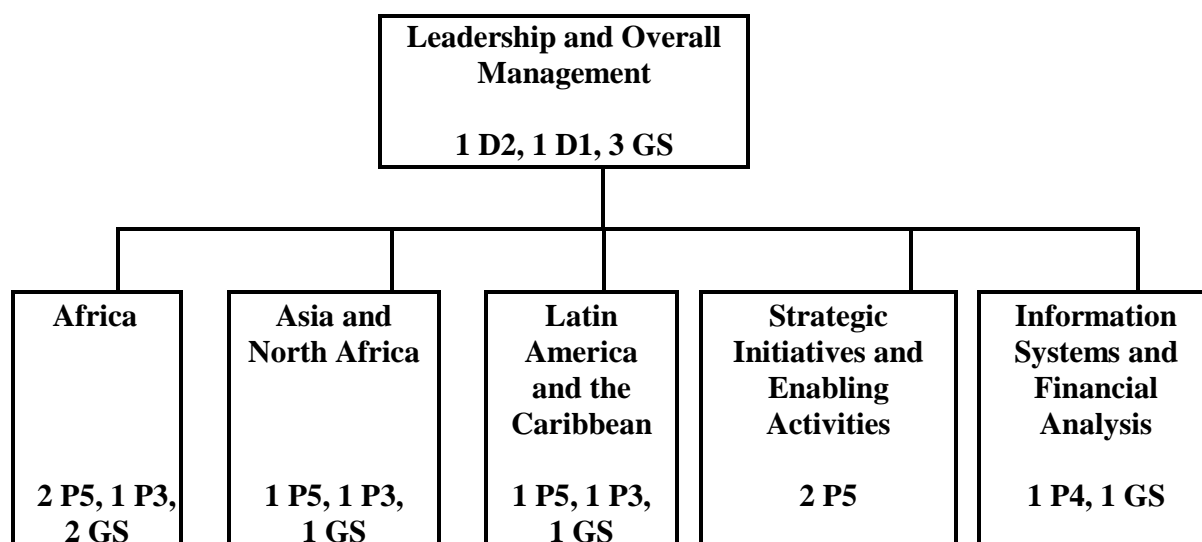 Leadership and Overall
Management
1 D2, 1 D1, 3 GS
Africa
2 P5, 1 P3,
2 GS
Asia and
North Africa
1 P5, 1 P3,
1 GS
Latin
America
and the
Caribbean
1 P5, 1 P3,
1 GS
Strategic
Initiatives and
Enabling
Activities
2 P5
Information
Systems and
Financial
Analysis
1 P4, 1 GS